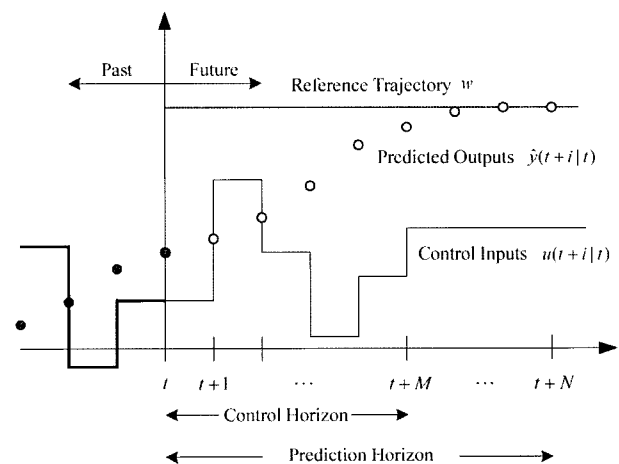 Past Future
Reference Trajectory w
Predicted Outputs ŷ(t+i|t)
Control Inputs u(t+i|t)
t t+1 ... t+M ... t+N
Control Horizon
Prediction Horizon